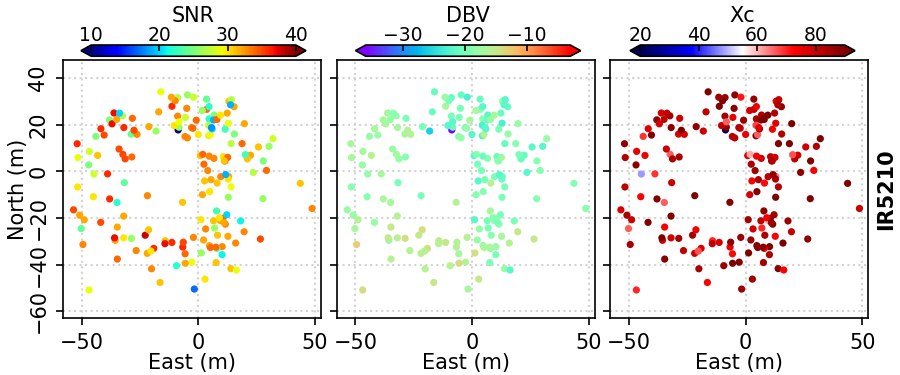 SNR DBV Xc
10 20 30 40 −30 −20 −10 20 40 60 80
40
20
0
−20
−40
−60
North (m)
IR5210
−50 0 50 −50 0 50 −50 0 50
East (m) East (m) East (m)